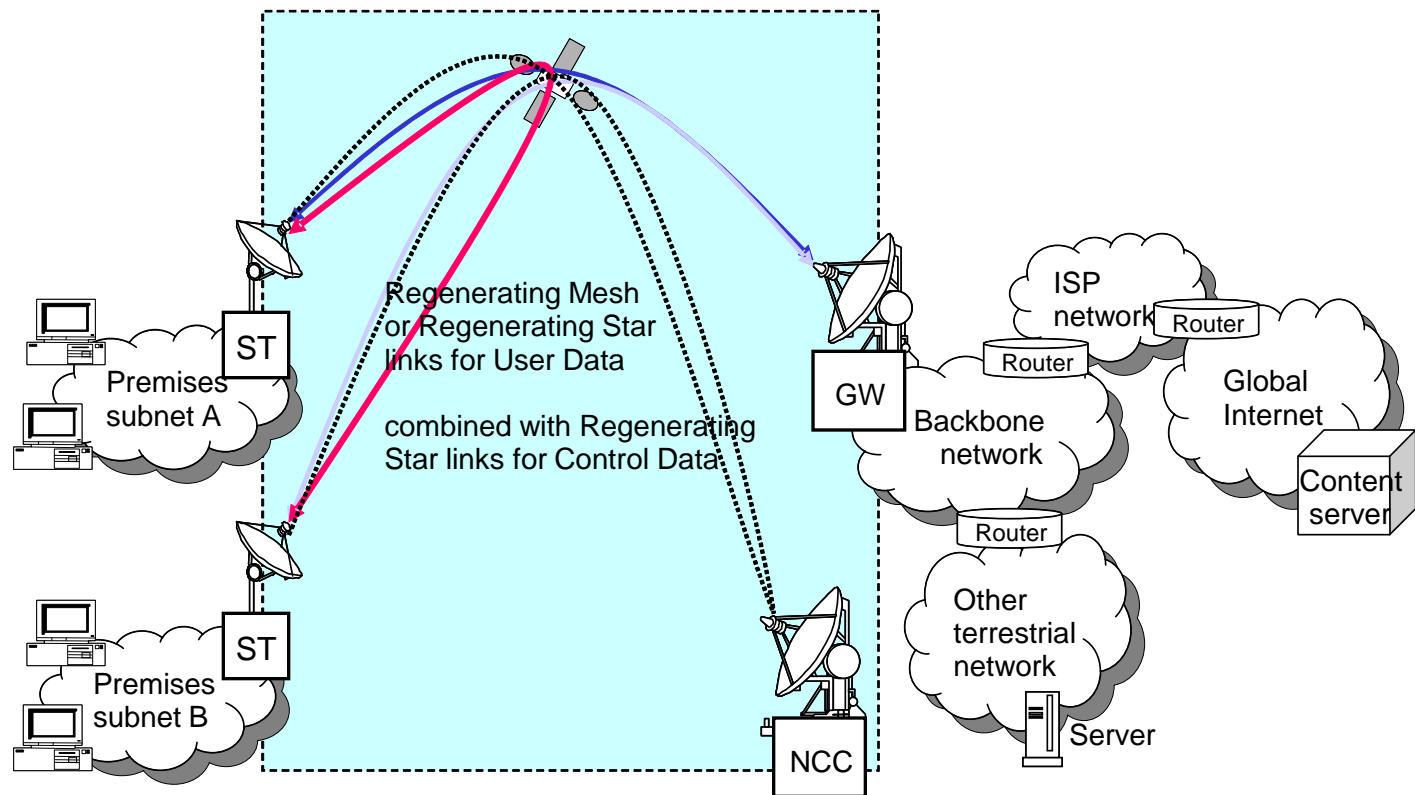 Regenerating Mesh
or Regenerating Star
links for User Data
combined with Regenerating
Star links for Control Data
ST
Premises
subnet A
ST
Premises
subnet B
GW
NCC
ISP
network
Router
Router
Global
Internet
Backbone
network
Content
server
Router
Other
terrestrial
network
Server